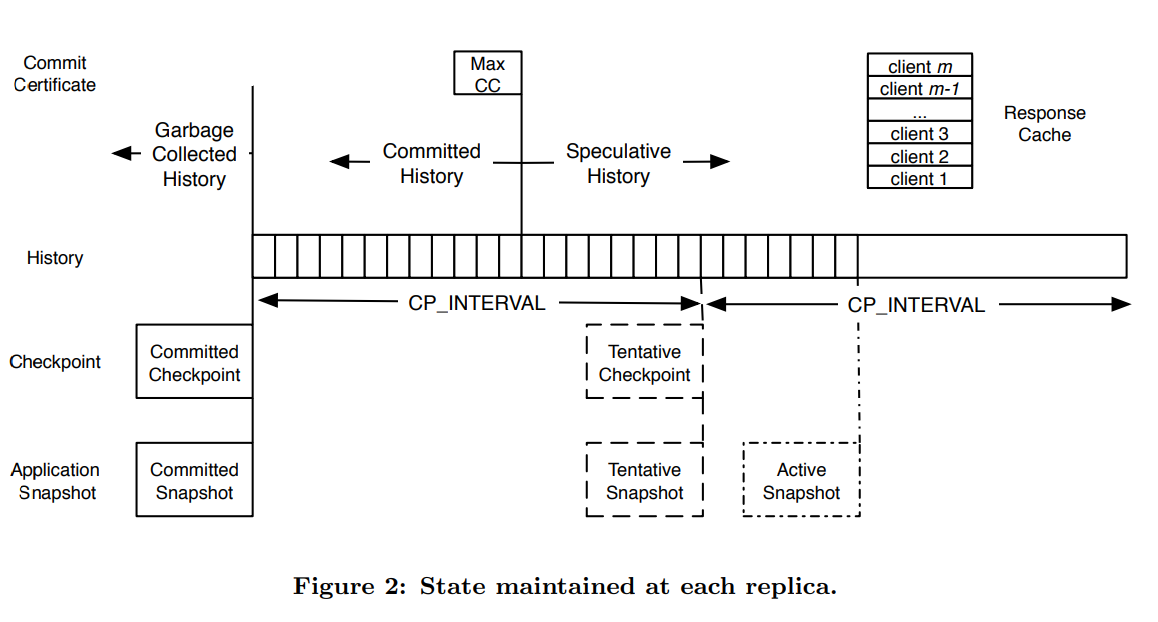 Commit
Certificate
Max
CC
client m
client m-1
...
client 3
client 2
client 1
Response
Cache
Garbage
Collected
History
Committed
History
Speculative
History
History
CP_INTERVAL
CP_INTERVAL
Checkpoint
Committed
Checkpoint
Tentative
Checkpoint
Application
Snapshot
Committed
Snapshot
Tentative
Snapshot
Active
Snapshot
Figure 2: State maintained at each replica.